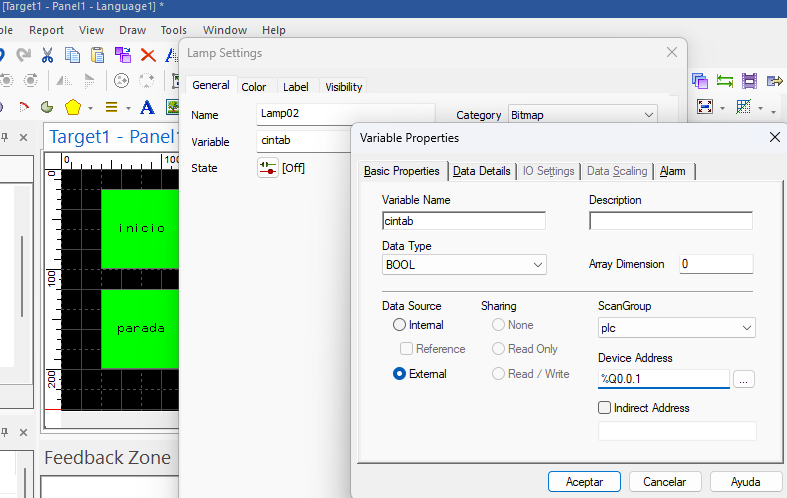 [Target1 - Panel1 - Language1] *
Report View Draw Tools Window Help
Lamp Settings
General Color Label Visibility
Name Lamp02 Category Bitmap
Variable cintab
State [Off]
Target1 - Panel1
0 100
0
100
200
inicio
parada
Feedback Zone
Variable Properties
Basic Properties Data Details IO Settings Data Scaling Alarm
Variable Name Description
cintab
Data Type
BOOL Array Dimension 0
Data Source Sharing ScanGroup
Internal None plc
Reference Read Only Device Address
External Read / Write %Q0.0.1 ...
Indirect Address
Aceptar Cancelar Ayuda